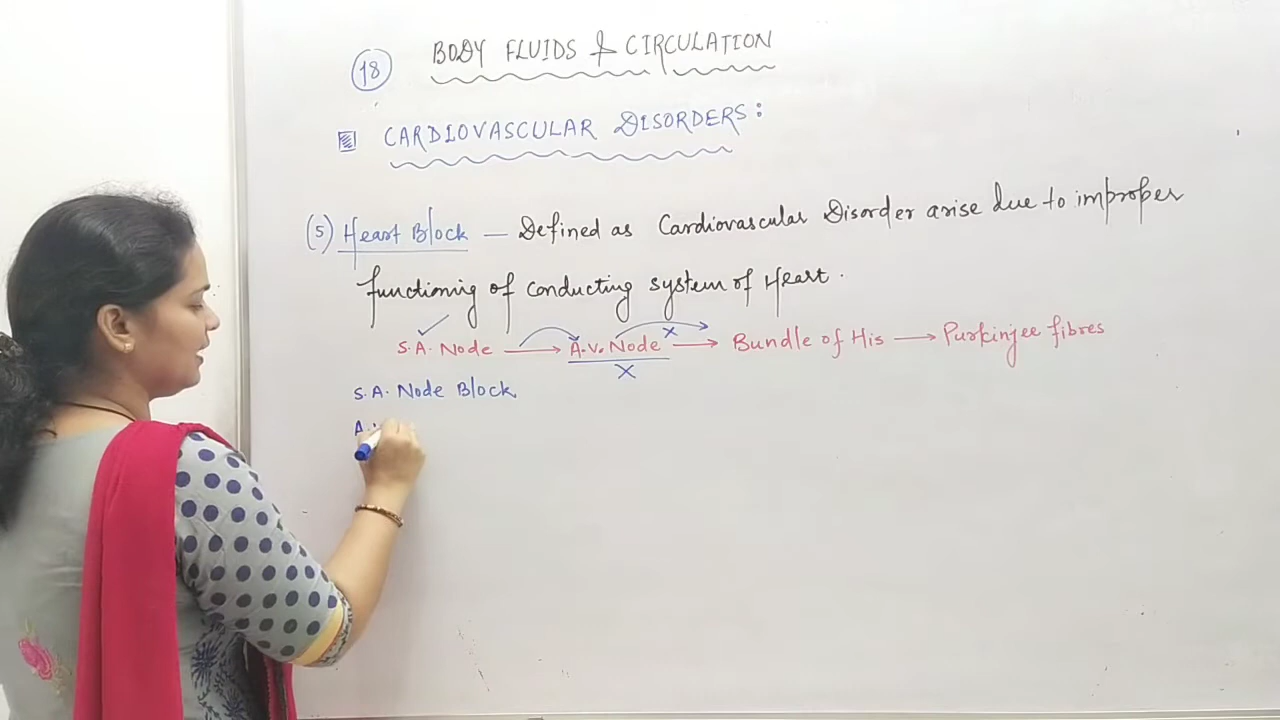 18 BODY FLUIDS & CIRCULATION
CARDIOVASCULAR DISORDERS:
(5) Heart Block — Defined as Cardiovascular Disorder arise due to improper
functioning of conducting system of Heart.
S.A. Node → A.V. Node → Bundle of His → Purkinjee fibres
S.A. Node Block
A.